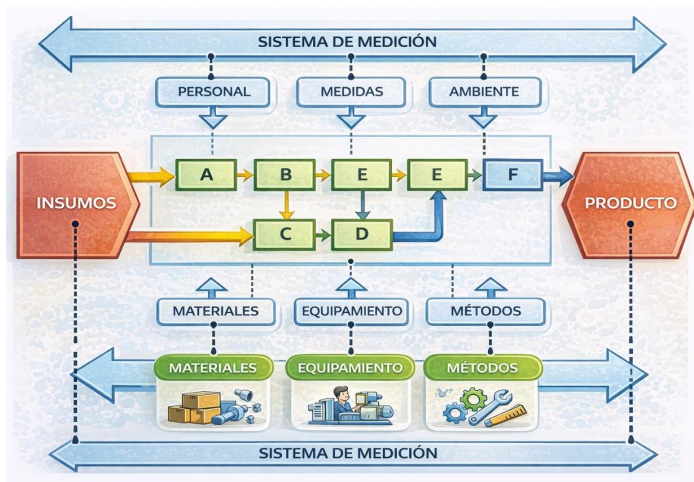 SISTEMA DE MEDICIÓN
PERSONAL
MEDIDAS
AMBIENTE
A
B
E
E
F
INSUMOS
PRODUCTO
C
D
MATERIALES
EQUIPAMIENTO
MÉTODOS
MATERIALES
EQUIPAMIENTO
MÉTODOS
SISTEMA DE MEDICIÓN